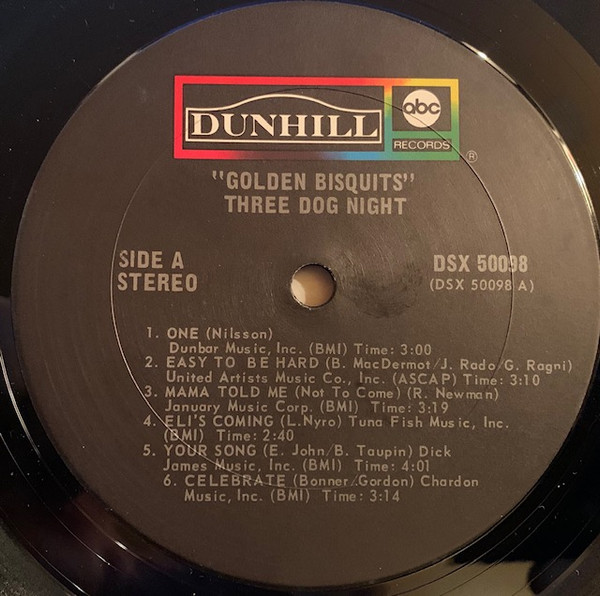 DUNHILL
abc
RECORDS
®
"GOLDEN BISQUITS"
THREE DOG NIGHT
SIDE A
STEREO
DSX 50098
(DSX 50098 A)
1. ONE (Nilsson)
Dunbar Music, Inc. (BMI) Time: 3:00
2. EASY TO BE HARD (B. MacDermot/J. Rado/G. Ragni)
United Artists Music Co., Inc. (ASCAP) Time: 3:10
3. MAMA TOLD ME (Not To Come) (R. Newman)
January Music Corp. (BMI) Time: 3:19
4. ELI'S COMING (L.Nyro) Tuna Fish Music, Inc.
(BMI) Time: 2:40
5. YOUR SONG (E. John/B. Taupin) Dick
James Music, Inc. (BMI) Time: 4:01
6. CELEBRATE (Bonner/Gordon) Chardon
Music, Inc. (BMI) Time: 3:14